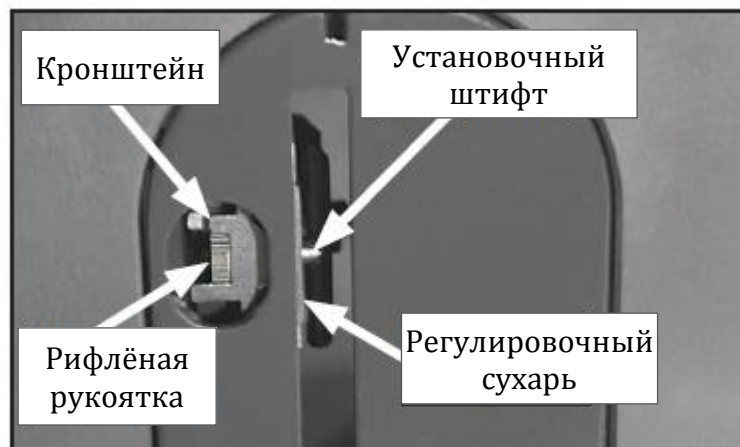 Кронштейн
Установочный
штифт
Рифлёная
рукоятка
Регулировочный
сухарь